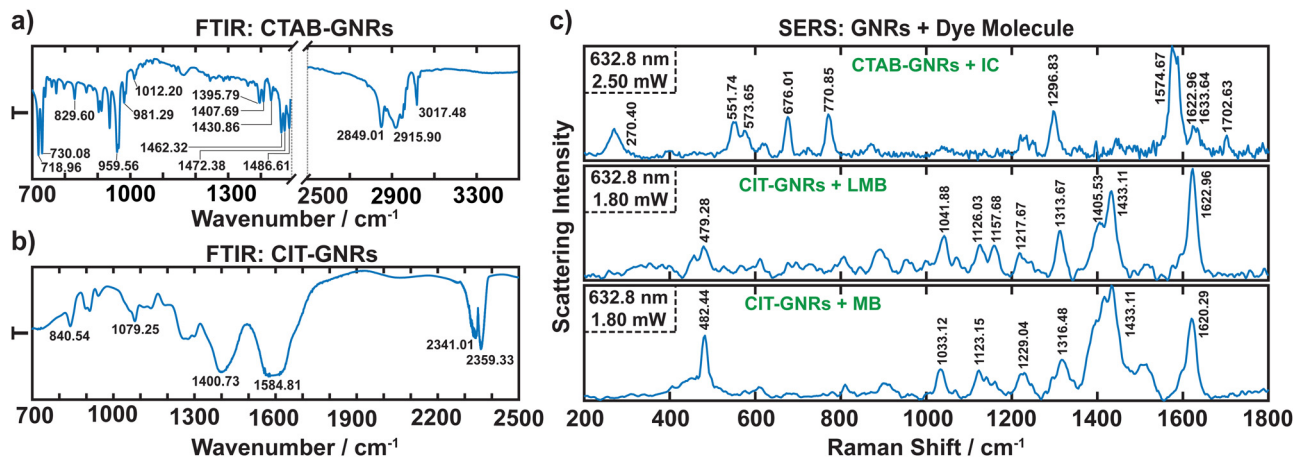 a)
FTIR: CTAB-GNRs
T
1012.20
829.60
981.29
730.08
718.96
959.56
1395.79
1407.69
1430.86
1462.32
1472.38
1486.61
2849.01
2915.90
3017.48
700 1000 1300 2500 2900 3300
Wavenumber / cm-1
b)
FTIR: CIT-GNRs
T
840.54
1079.25
1400.73
1584.81
2341.01
2359.33
700 1000 1300 1600 1900 2200 2500
Wavenumber / cm-1
c)
SERS: GNRs + Dye Molecule
Scattering Intensity
632.8 nm
2.50 mW
CTAB-GNRs + IC
270.40
551.74
573.65
676.01
770.85
1296.83
1574.67
1622.96
1633.64
1702.63
632.8 nm
1.80 mW
CIT-GNRs + LMB
479.28
1041.88
1126.03
1157.68
1217.67
1313.67
1405.53
1433.11
1622.96
632.8 nm
1.80 mW
CIT-GNRs + MB
482.44
1033.12
1123.15
1229.04
1316.48
1433.11
1620.29
200 400 600 800 1000 1200 1400 1600 1800
Raman Shift / cm-1